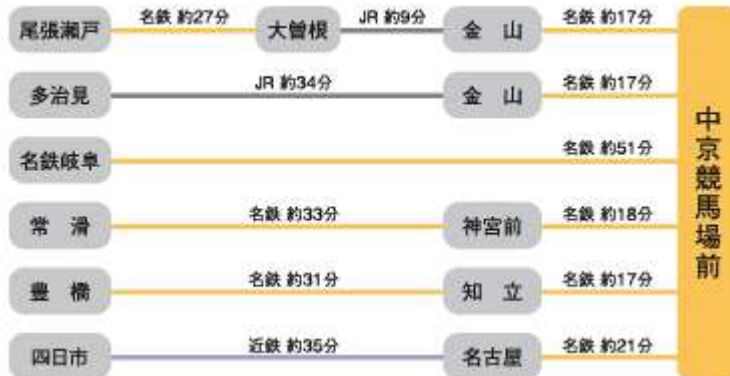 尾張瀬戸 名鉄 約27分 大曽根 JR 約9分 金山 名鉄 約17分
多治見 JR 約34分 金山 名鉄 約17分
名鉄岐阜 名鉄 約51分
常滑 名鉄 約33分 神宮前 名鉄 約18分
豊橋 名鉄 約31分 知立 名鉄 約17分
四日市 近鉄 約35分 名古屋 名鉄 約21分
中京競馬場前